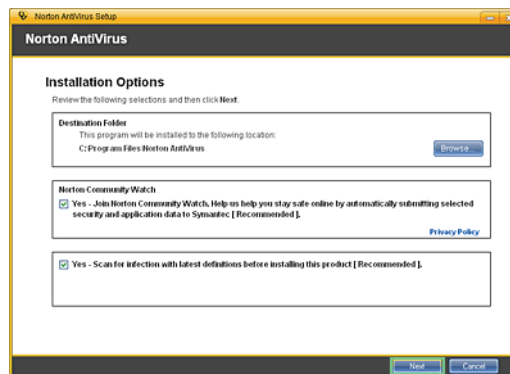 Norton AntiVirus Setup
Norton AntiVirus
Installation Options
Review the following selections and then click Next.
Destination Folder
This program will be installed to the following location:
C:\Program Files\Norton AntiVirus
Browse...
Norton Community Watch
Yes - Join Norton Community Watch. Help us help you stay safe online by automatically submitting selected
security and application data to Symantec [ Recommended ].
Privacy Policy
Yes - Scan for infection with latest definitions before installing this product [ Recommended ].
Next
Cancel